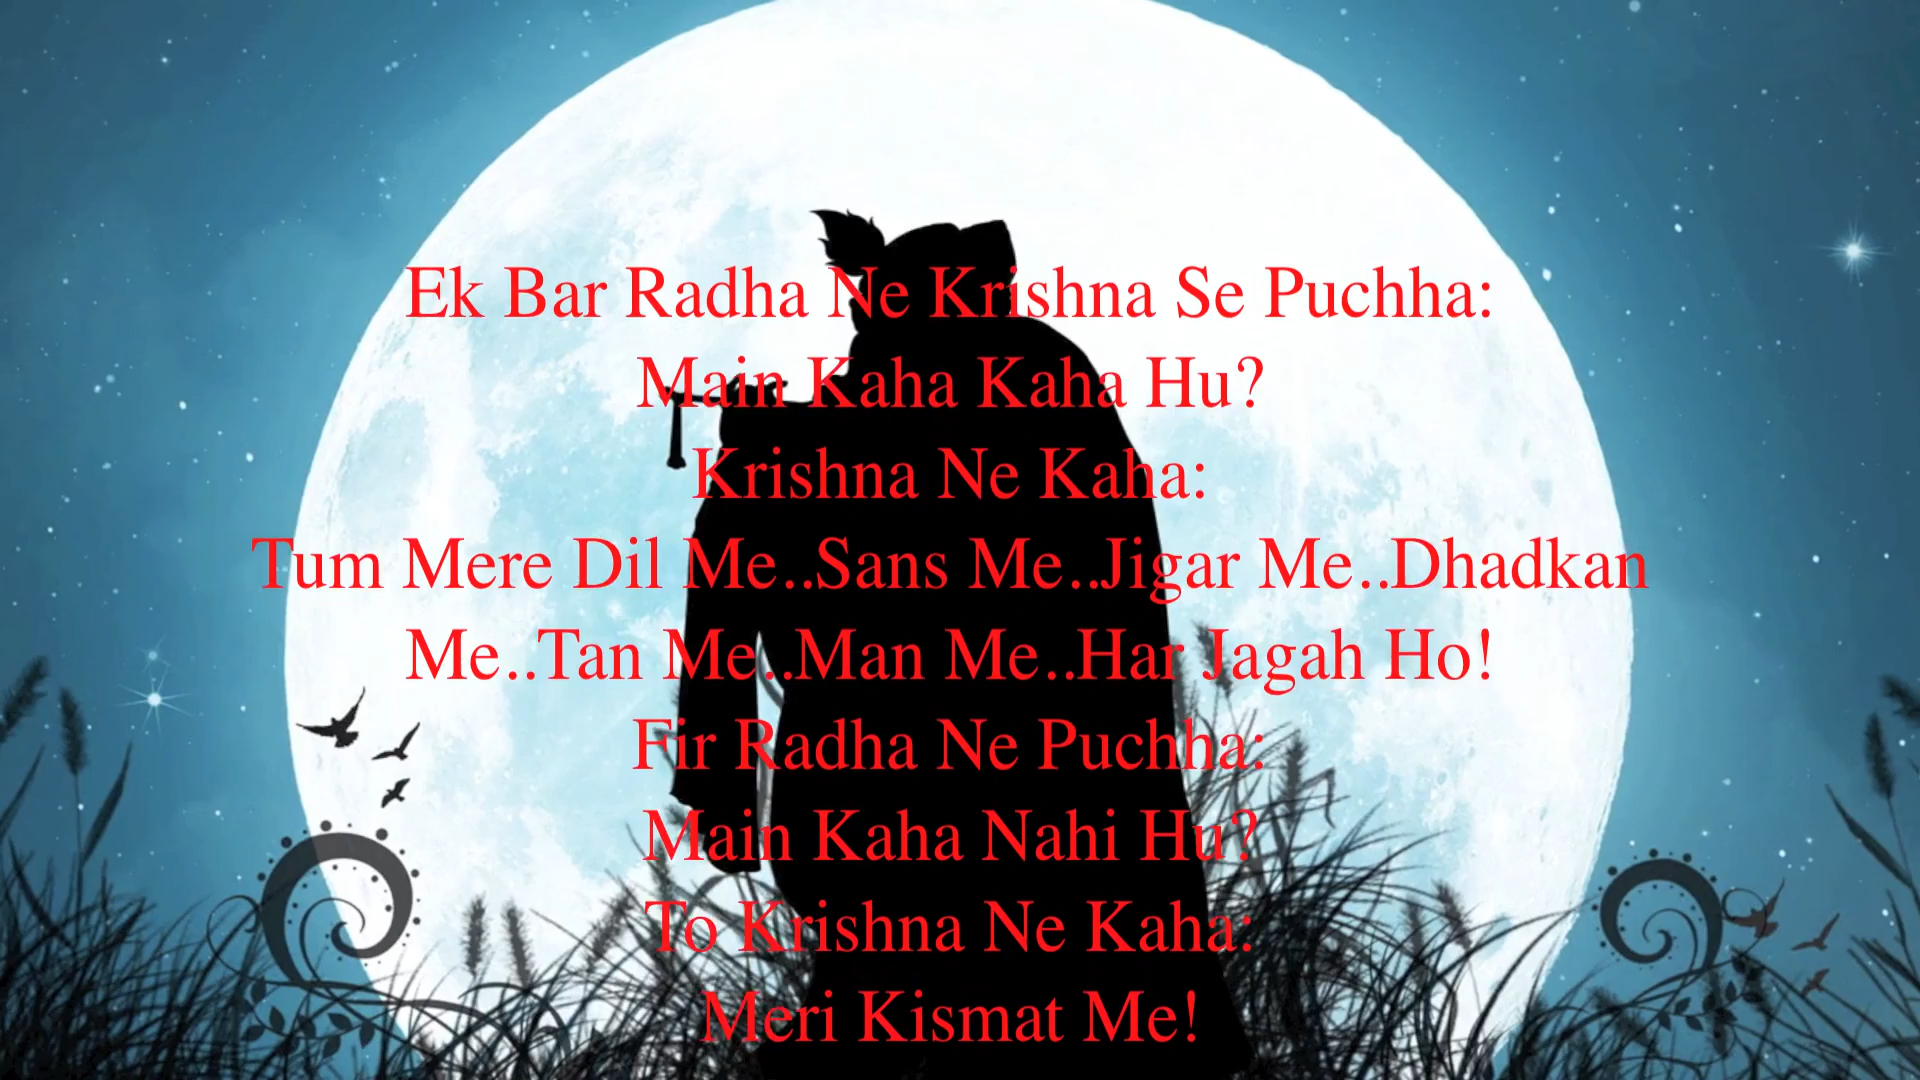 Ek Bar Radha Ne Krishna Se Puchha:
Main Kaha Kaha Hu?
Krishna Ne Kaha:
Tum Mere Dil Me..Sans Me..Jigar Me..Dhadkan
Me..Tan Me..Man Me..Har Jagah Ho!
Fir Radha Ne Puchha:
Main Kaha Nahi Hu?
To Krishna Ne Kaha:
Meri Kismat Me!